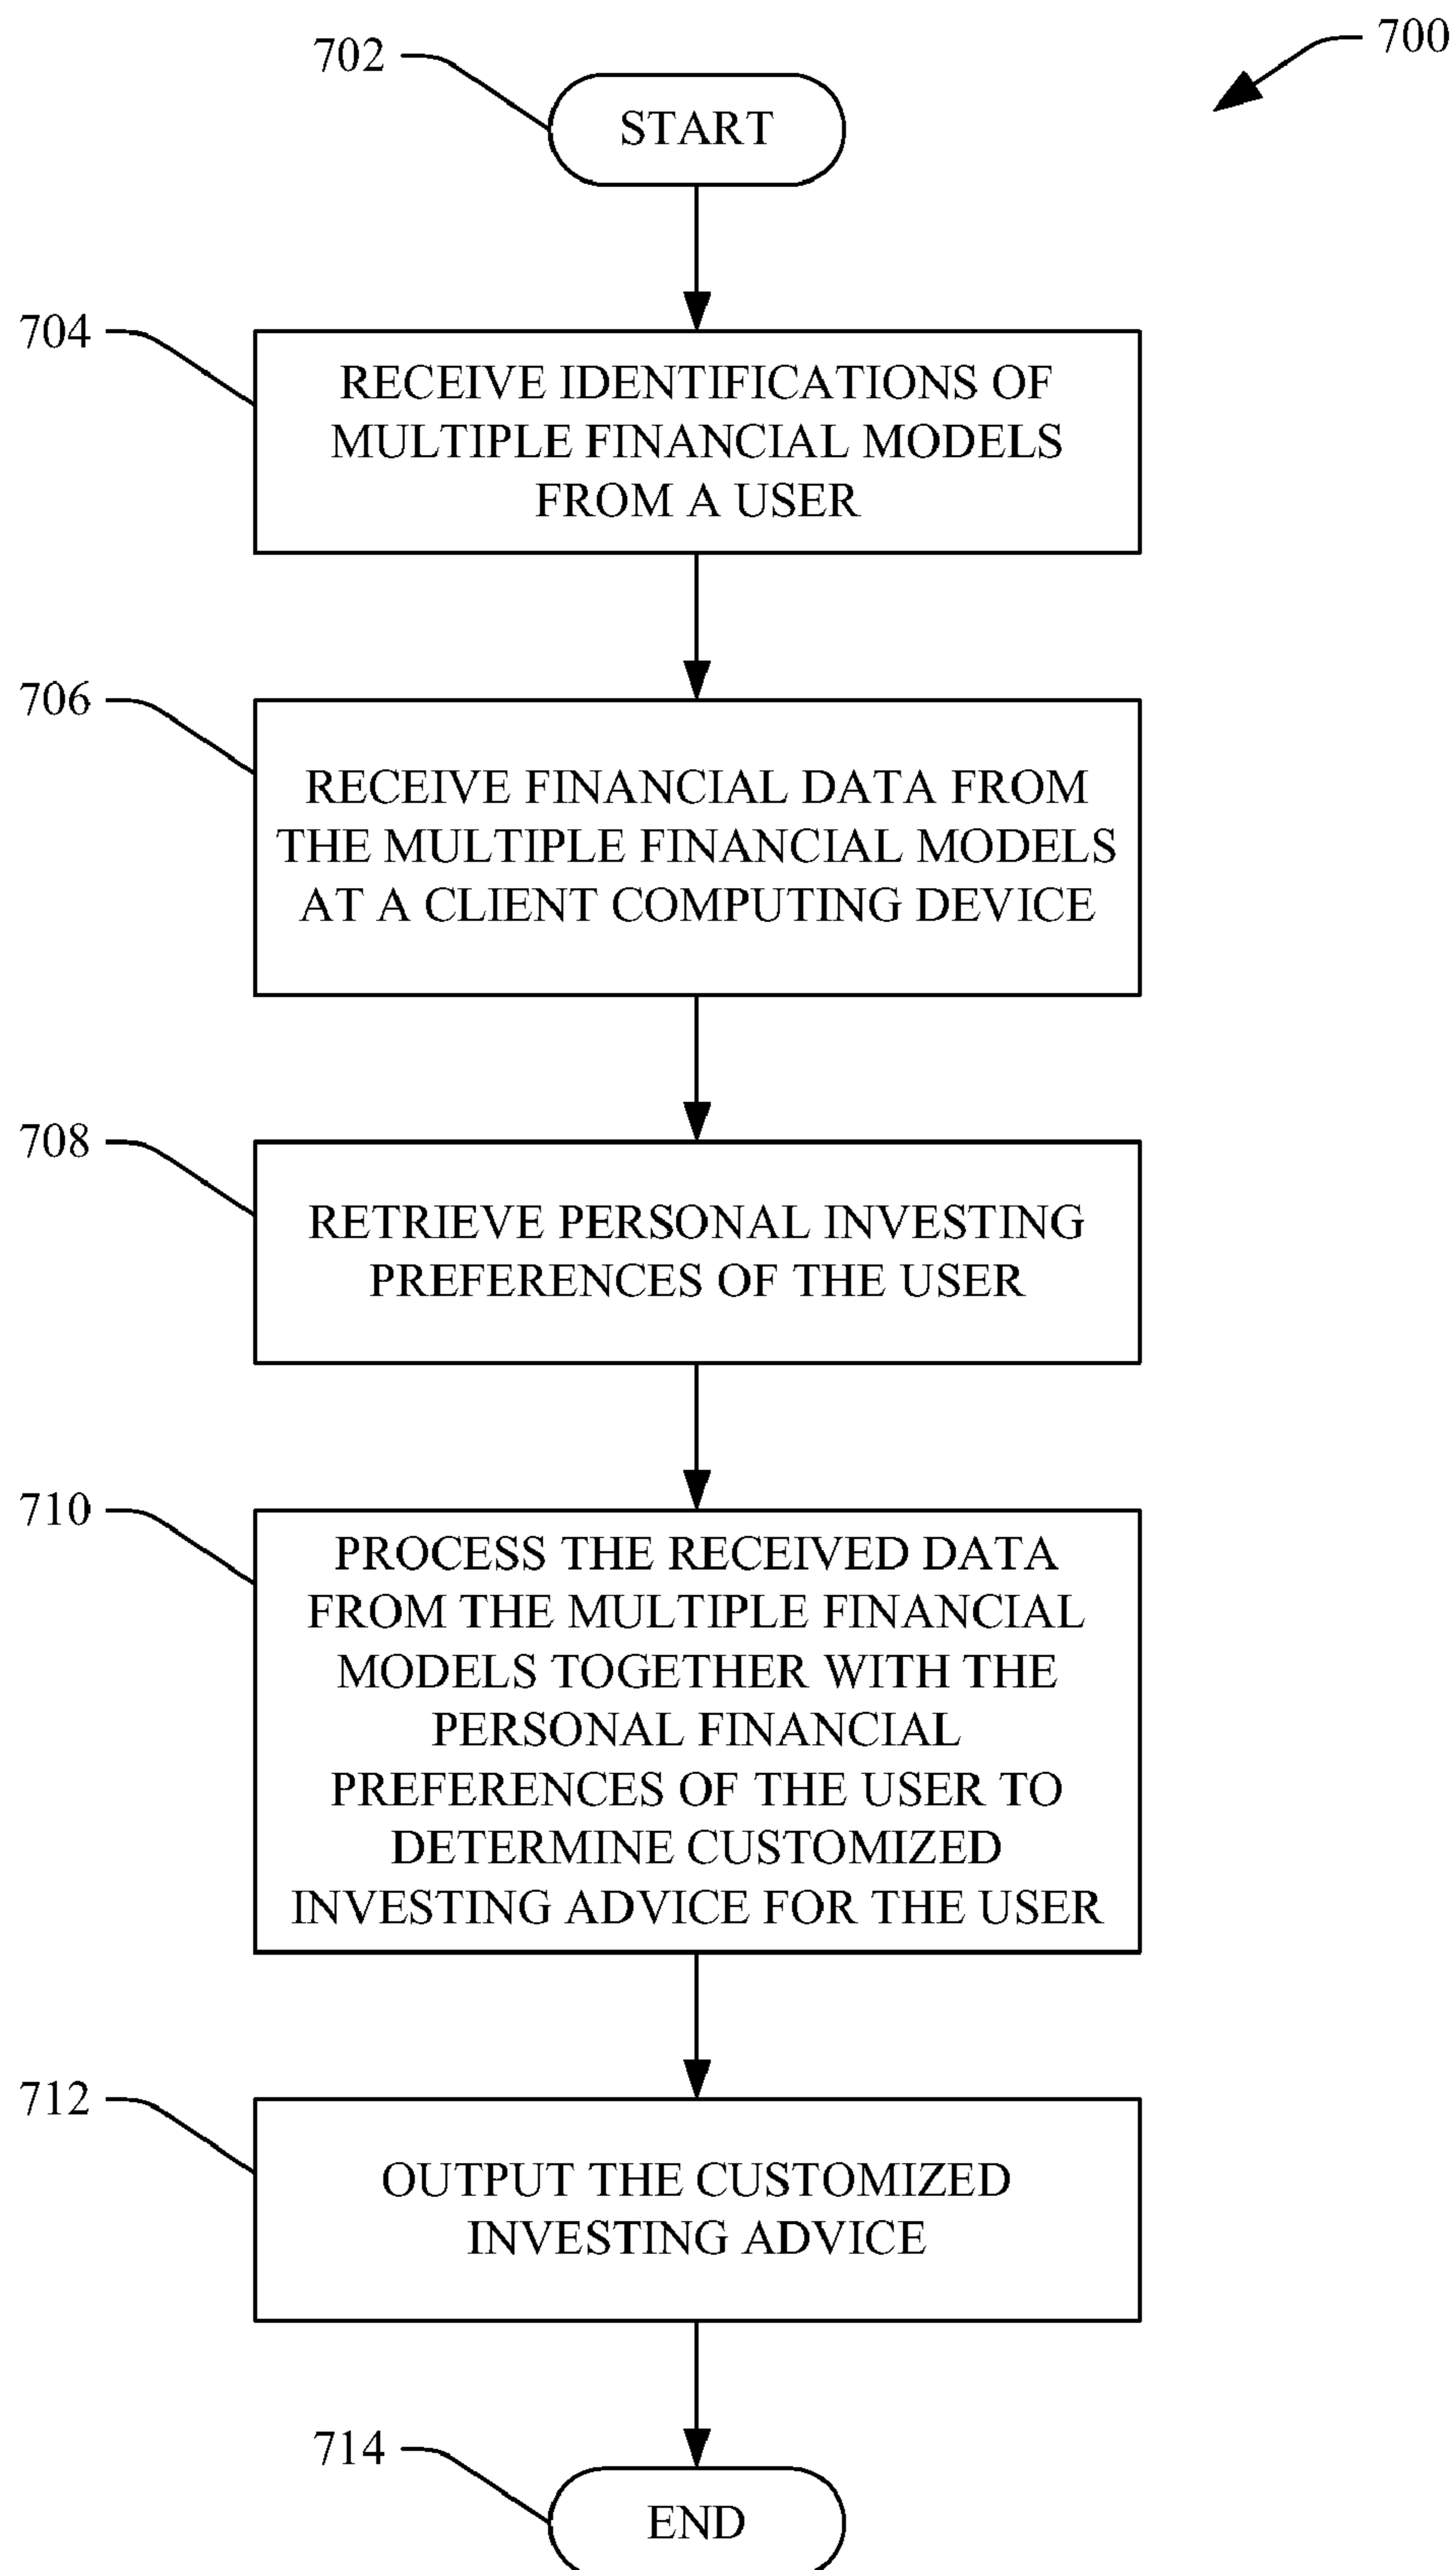 700
702
START
704
RECEIVE IDENTIFICATIONS OF
MULTIPLE FINANCIAL MODELS
FROM A USER
706
RECEIVE FINANCIAL DATA FROM
THE MULTIPLE FINANCIAL MODELS
AT A CLIENT COMPUTING DEVICE
708
RETRIEVE PERSONAL INVESTING
PREFERENCES OF THE USER
710
PROCESS THE RECEIVED DATA
FROM THE MULTIPLE FINANCIAL
MODELS TOGETHER WITH THE
PERSONAL FINANCIAL
PREFERENCES OF THE USER TO
DETERMINE CUSTOMIZED
INVESTING ADVICE FOR THE USER
712
OUTPUT THE CUSTOMIZED
INVESTING ADVICE
714
END